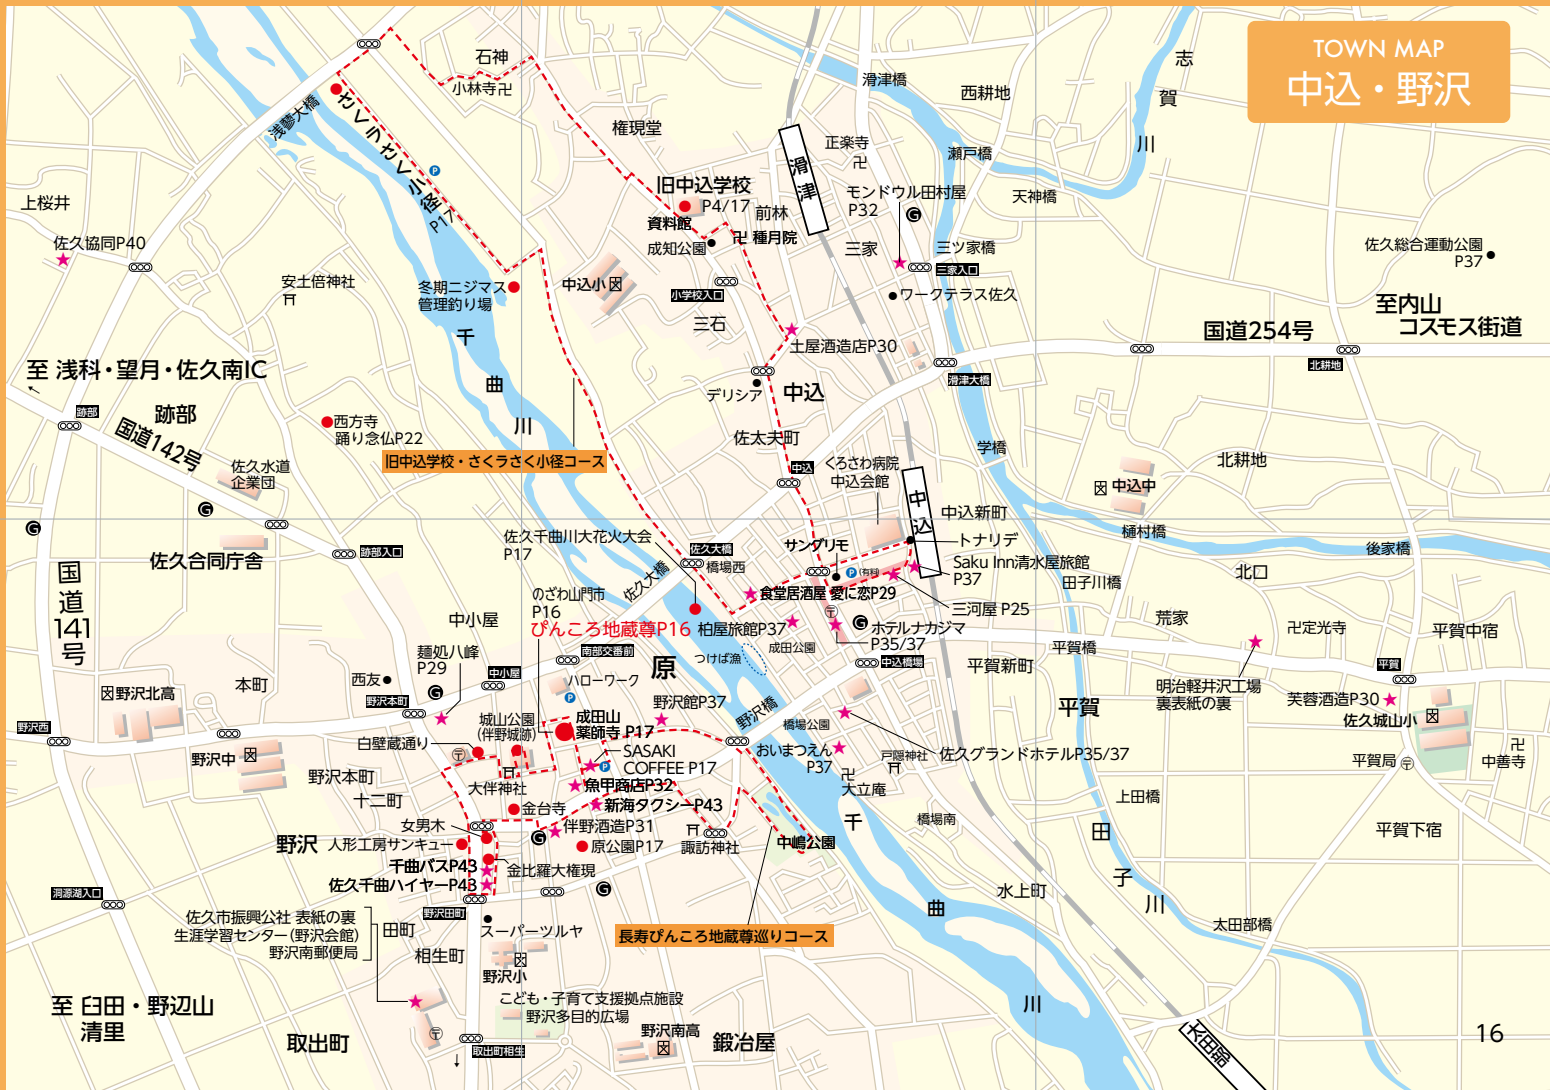 TOWN MAP
中込・野沢
志
賀
川
石神
小林寺卍
浅蓼大橋
さくラさく小径
P17
P
権現堂
滑津橋
西耕地
正楽寺
卍
瀬戸橋
天神橋
滑津
旧中込学校
P4/17
資料館
前林
成知公園
卍 種月院
モンドウル田村屋
P32
G
三家
三ツ家橋
三家入口
ワークテラス佐久
佐久総合運動公園
P37
上桜井
佐久協同P40
安土倍神社
冬期ニジマス
管理釣り場
中込小
文
小学校入口
三石
土屋酒造店P30
国道254号
至内山
コスモス街道
北耕地
滑津大橋
千
曲
川
至 浅科・望月・佐久南IC
跡部
跡部
国道142号
西方寺
踊り念仏P22
旧中込学校・さくラさく小径コース
デリシア
中込
佐太夫町
中込
学橋
北耕地
佐久水道
企業団
くろさわ病院
中込会館
中込
文 中込中
樋村橋
G
G
跡部入口
佐久合同庁舎
佐久千曲川大花火大会
P17
佐久大橋
橋場西
佐久大橋
サングリモ
P (有料)
中込新町
トナリデ
Saku Inn清水屋旅館
P37
田子川橋
後家橋
北口
国道141号
のざわ山門市
P16
ぴんころ地蔵尊P16
食堂居酒屋 愛に恋P29
柏屋旅館P37
三河屋 P25
荒家
卍定光寺
平賀中宿
中小屋
麺処八峰
P29
南部交番前
原
つけば漁
成田公園
G
ホテルナカジマ
P35/37
中込橋場
平賀新町
平賀橋
平賀
中小屋
西友
G
野沢本町
ハローワーク
P
野沢館P37
野沢橋
橋場公園
平賀
明治軽井沢工場
裏表紙の裏
芙蓉酒造P30
佐久城山小
文
文野沢北高
本町
野沢西
野沢中
文
城山公園
(伴野城跡)
白壁蔵通り
成田山
薬師寺 P17
SASAKI
COFFEE P17
P
おいまつえん
P37
戸隠神社
佐久グランドホテルP35/37
平賀局
卍
中善寺
野沢本町
大伴神社
魚甲商店P32
卍
大立庵
十二町
新海タクシーP43
千
橋場南
上田橋
金台寺
女男木
G
伴野酒造P31
田
平賀下宿
野沢
人形工房サンキュー
原公園P17
諏訪神社
中嶋公園
千曲バスP43
金比羅大権現
子
佐久千曲ハイヤーP43
G
水上町
洞源湖入口
川
野沢田町
曲
太田部橋
佐久市振興公社 表紙の裏
生涯学習センター(野沢会館)
野沢南郵便局
田町
スーパーツルヤ
長寿ぴんころ地蔵尊巡りコース
相生町
文
野沢小
至 臼田・野辺山
清里
こども・子育て支援拠点施設
野沢多目的広場
川
取出町
取出町相生
野沢南高
文
鍛冶屋
太田部
16